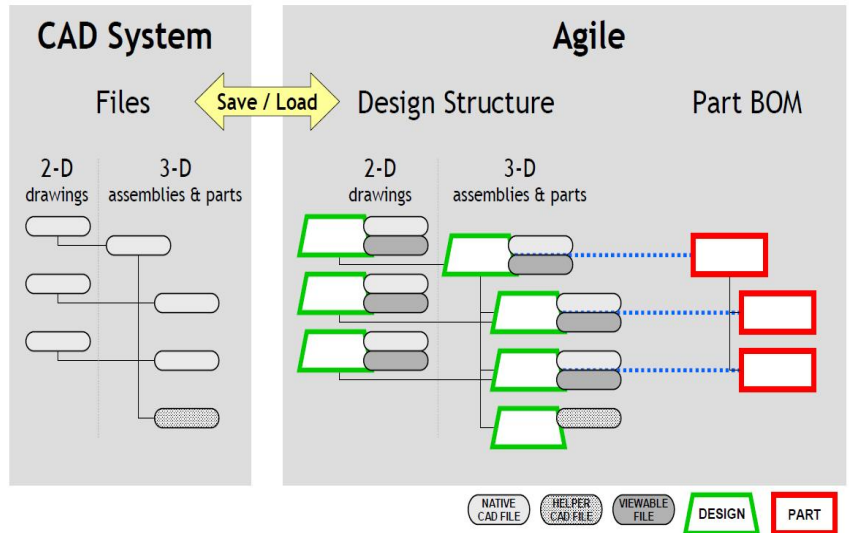 CAD System
Agile
Files
Save / Load
Design Structure
Part BOM
2-D
drawings
3-D
assemblies & parts
2-D
drawings
3-D
assemblies & parts
NATIVE
CAD FILE
HELPER
CAD FILE
VIEWABLE
FILE
DESIGN
PART